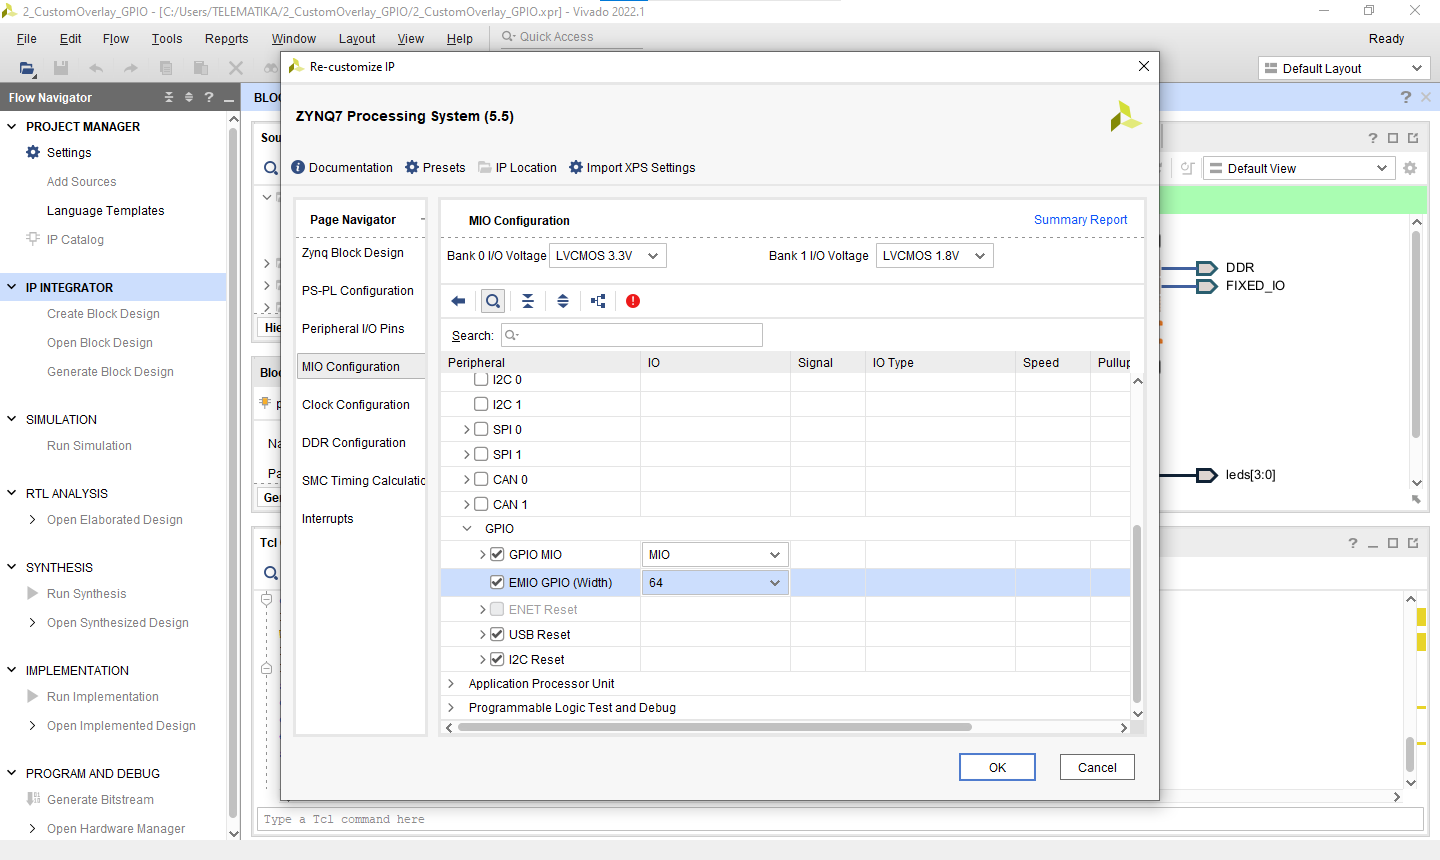 2_CustomOverlay_GPIO - [C:/Users/TELEMATIKA/2_CustomOverlay_GPIO/2_CustomOverlay_GPIO.xpr] - Vivado 2022.1
File Edit Flow Tools Reports Window Layout View Help Quick Access Ready
Default Layout
Flow Navigator
PROJECT MANAGER
Settings
Add Sources
Language Templates
IP Catalog
IP INTEGRATOR
Create Block Design
Open Block Design
Generate Block Design
SIMULATION
Run Simulation
RTL ANALYSIS
Open Elaborated Design
SYNTHESIS
Run Synthesis
Open Synthesized Design
IMPLEMENTATION
Run Implementation
Open Implemented Design
PROGRAM AND DEBUG
Generate Bitstream
Open Hardware Manager
BLOC
Sou
Hie
Bloc
Na
Pa
Ger
Tcl
Type a Tcl command here
Default View
DDR
FIXED_IO
leds[3:0]
Re-customize IP
ZYNQ7 Processing System (5.5)
Documentation Presets IP Location Import XPS Settings
Page Navigator
Zynq Block Design
PS-PL Configuration
Peripheral I/O Pins
MIO Configuration
Clock Configuration
DDR Configuration
SMC Timing Calculatic
Interrupts
MIO Configuration Summary Report
Bank 0 I/O Voltage LVCMOS 3.3V Bank 1 I/O Voltage LVCMOS 1.8V
Search:
Peripheral IO Signal IO Type Speed Pullup
I2C 0
I2C 1
SPI 0
SPI 1
CAN 0
CAN 1
GPIO
GPIO MIO MIO
EMIO GPIO (Width) 64
ENET Reset
USB Reset
I2C Reset
Application Processor Unit
Programmable Logic Test and Debug
OK Cancel